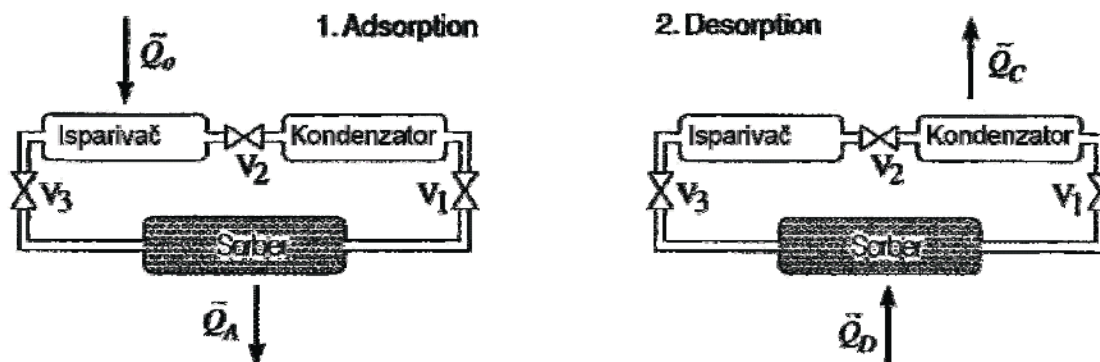 1. Adsorption
Q̃o
Isparivač
Kondenzator
V2
V3
V1
Sorber
Q̃A
2. Desorption
Q̃C
Isparivač
Kondenzator
V2
V3
V1
Sorber
Q̃D